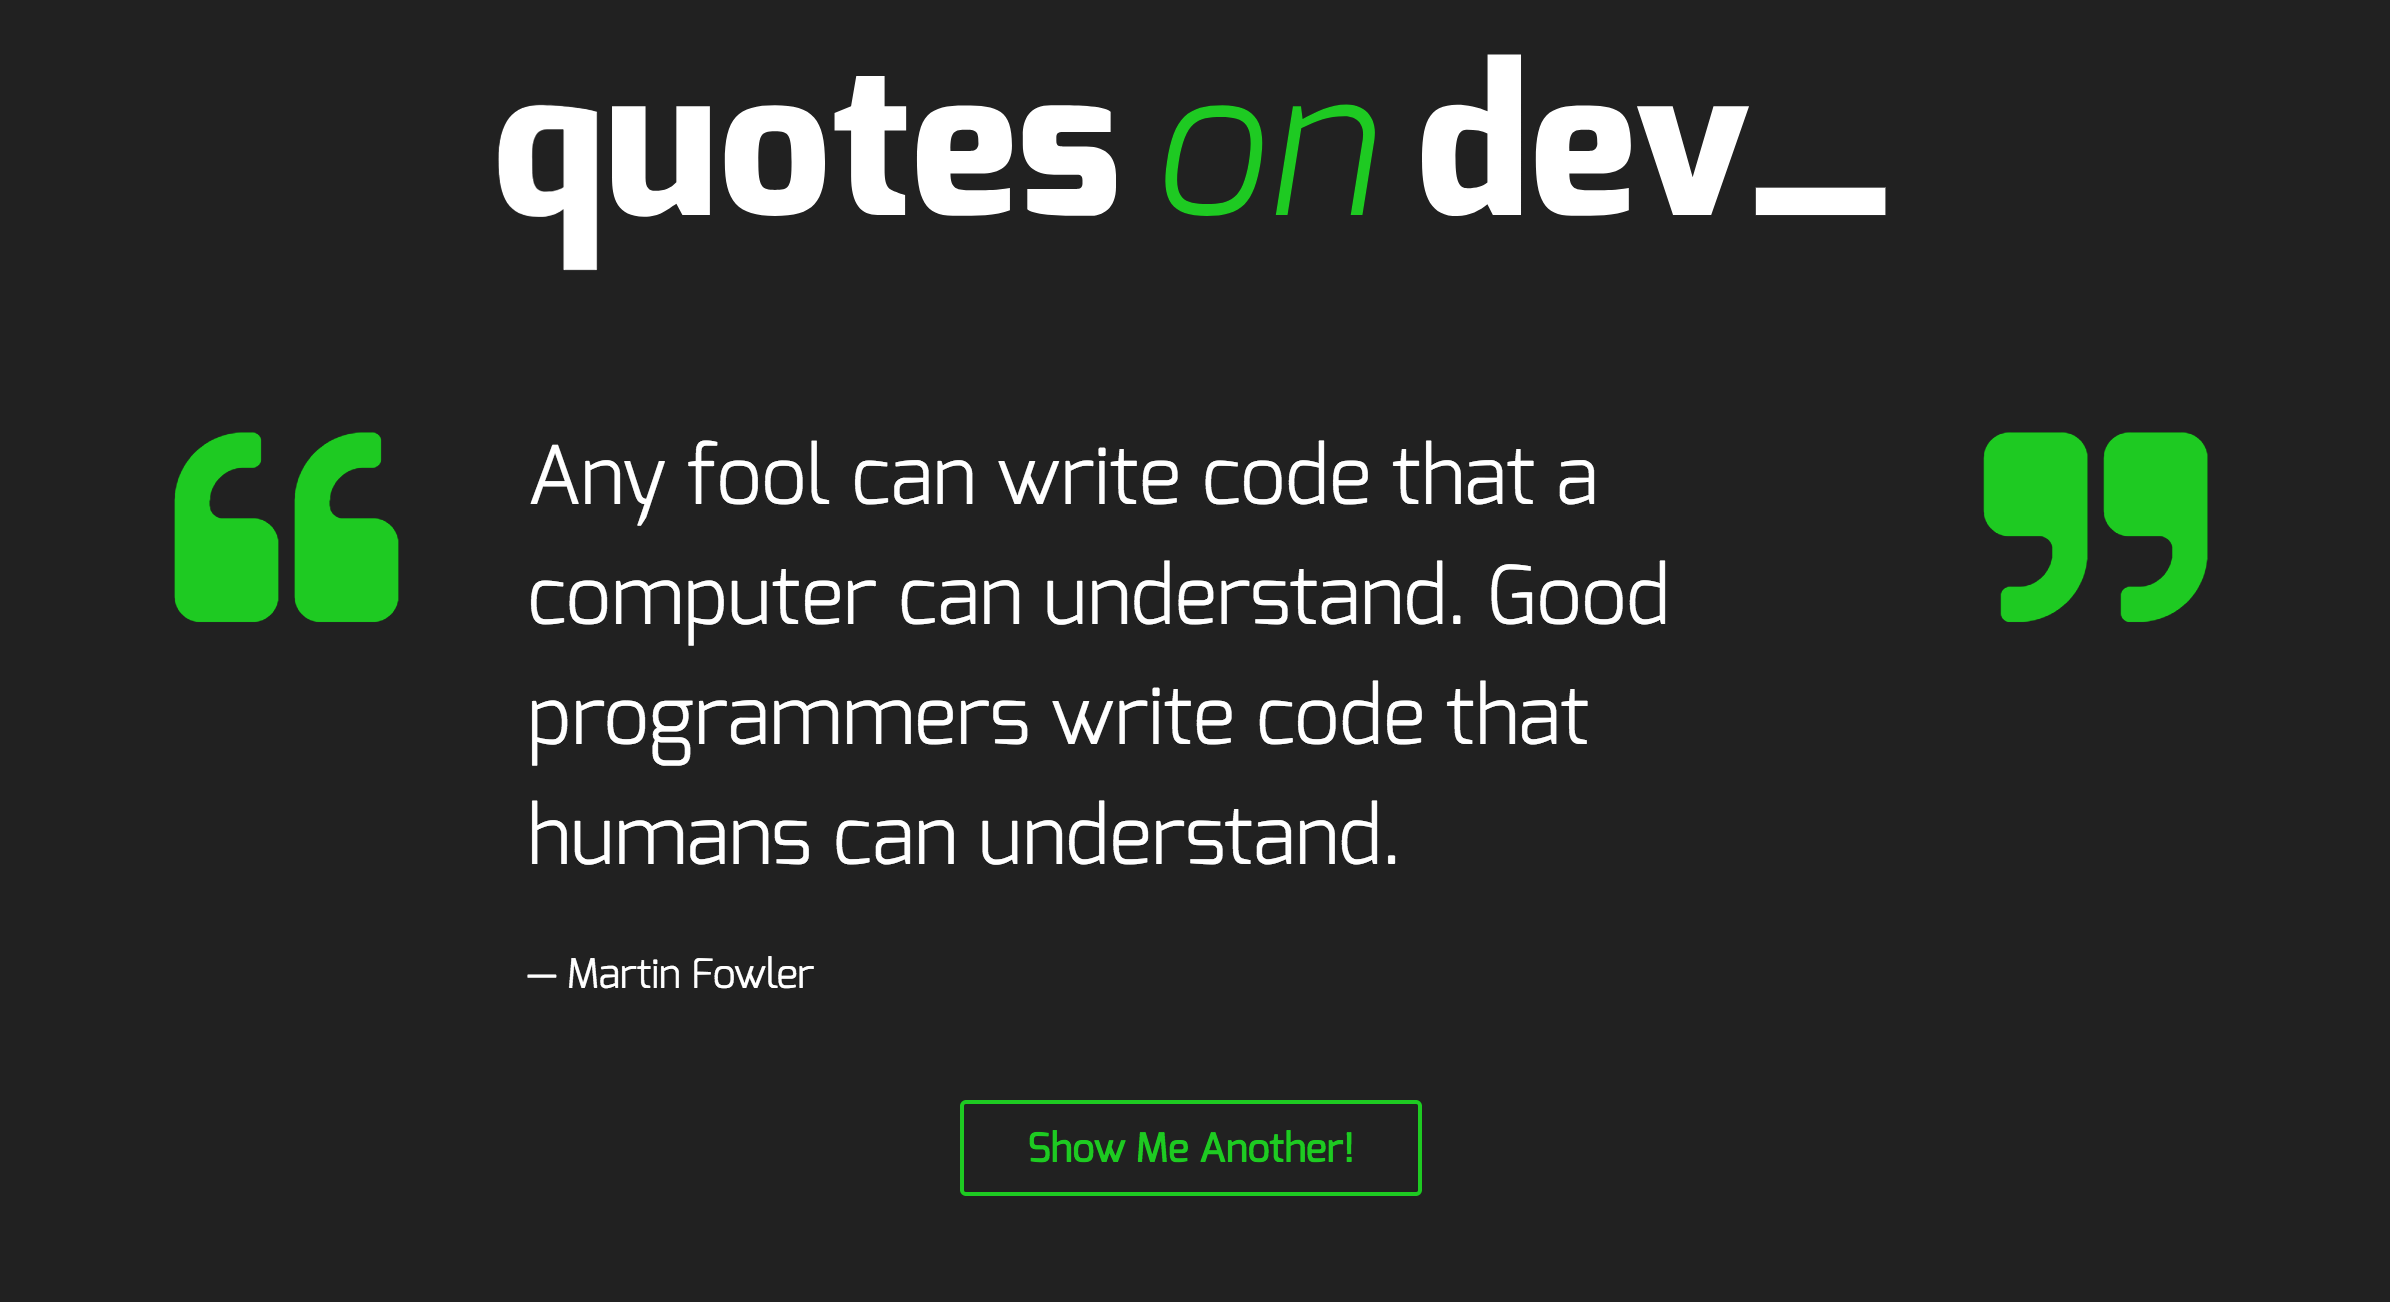 quotes on dev_
“ Any fool can write code that a ”
computer can understand. Good
programmers write code that
humans can understand.
— Martin Fowler
Show Me Another!